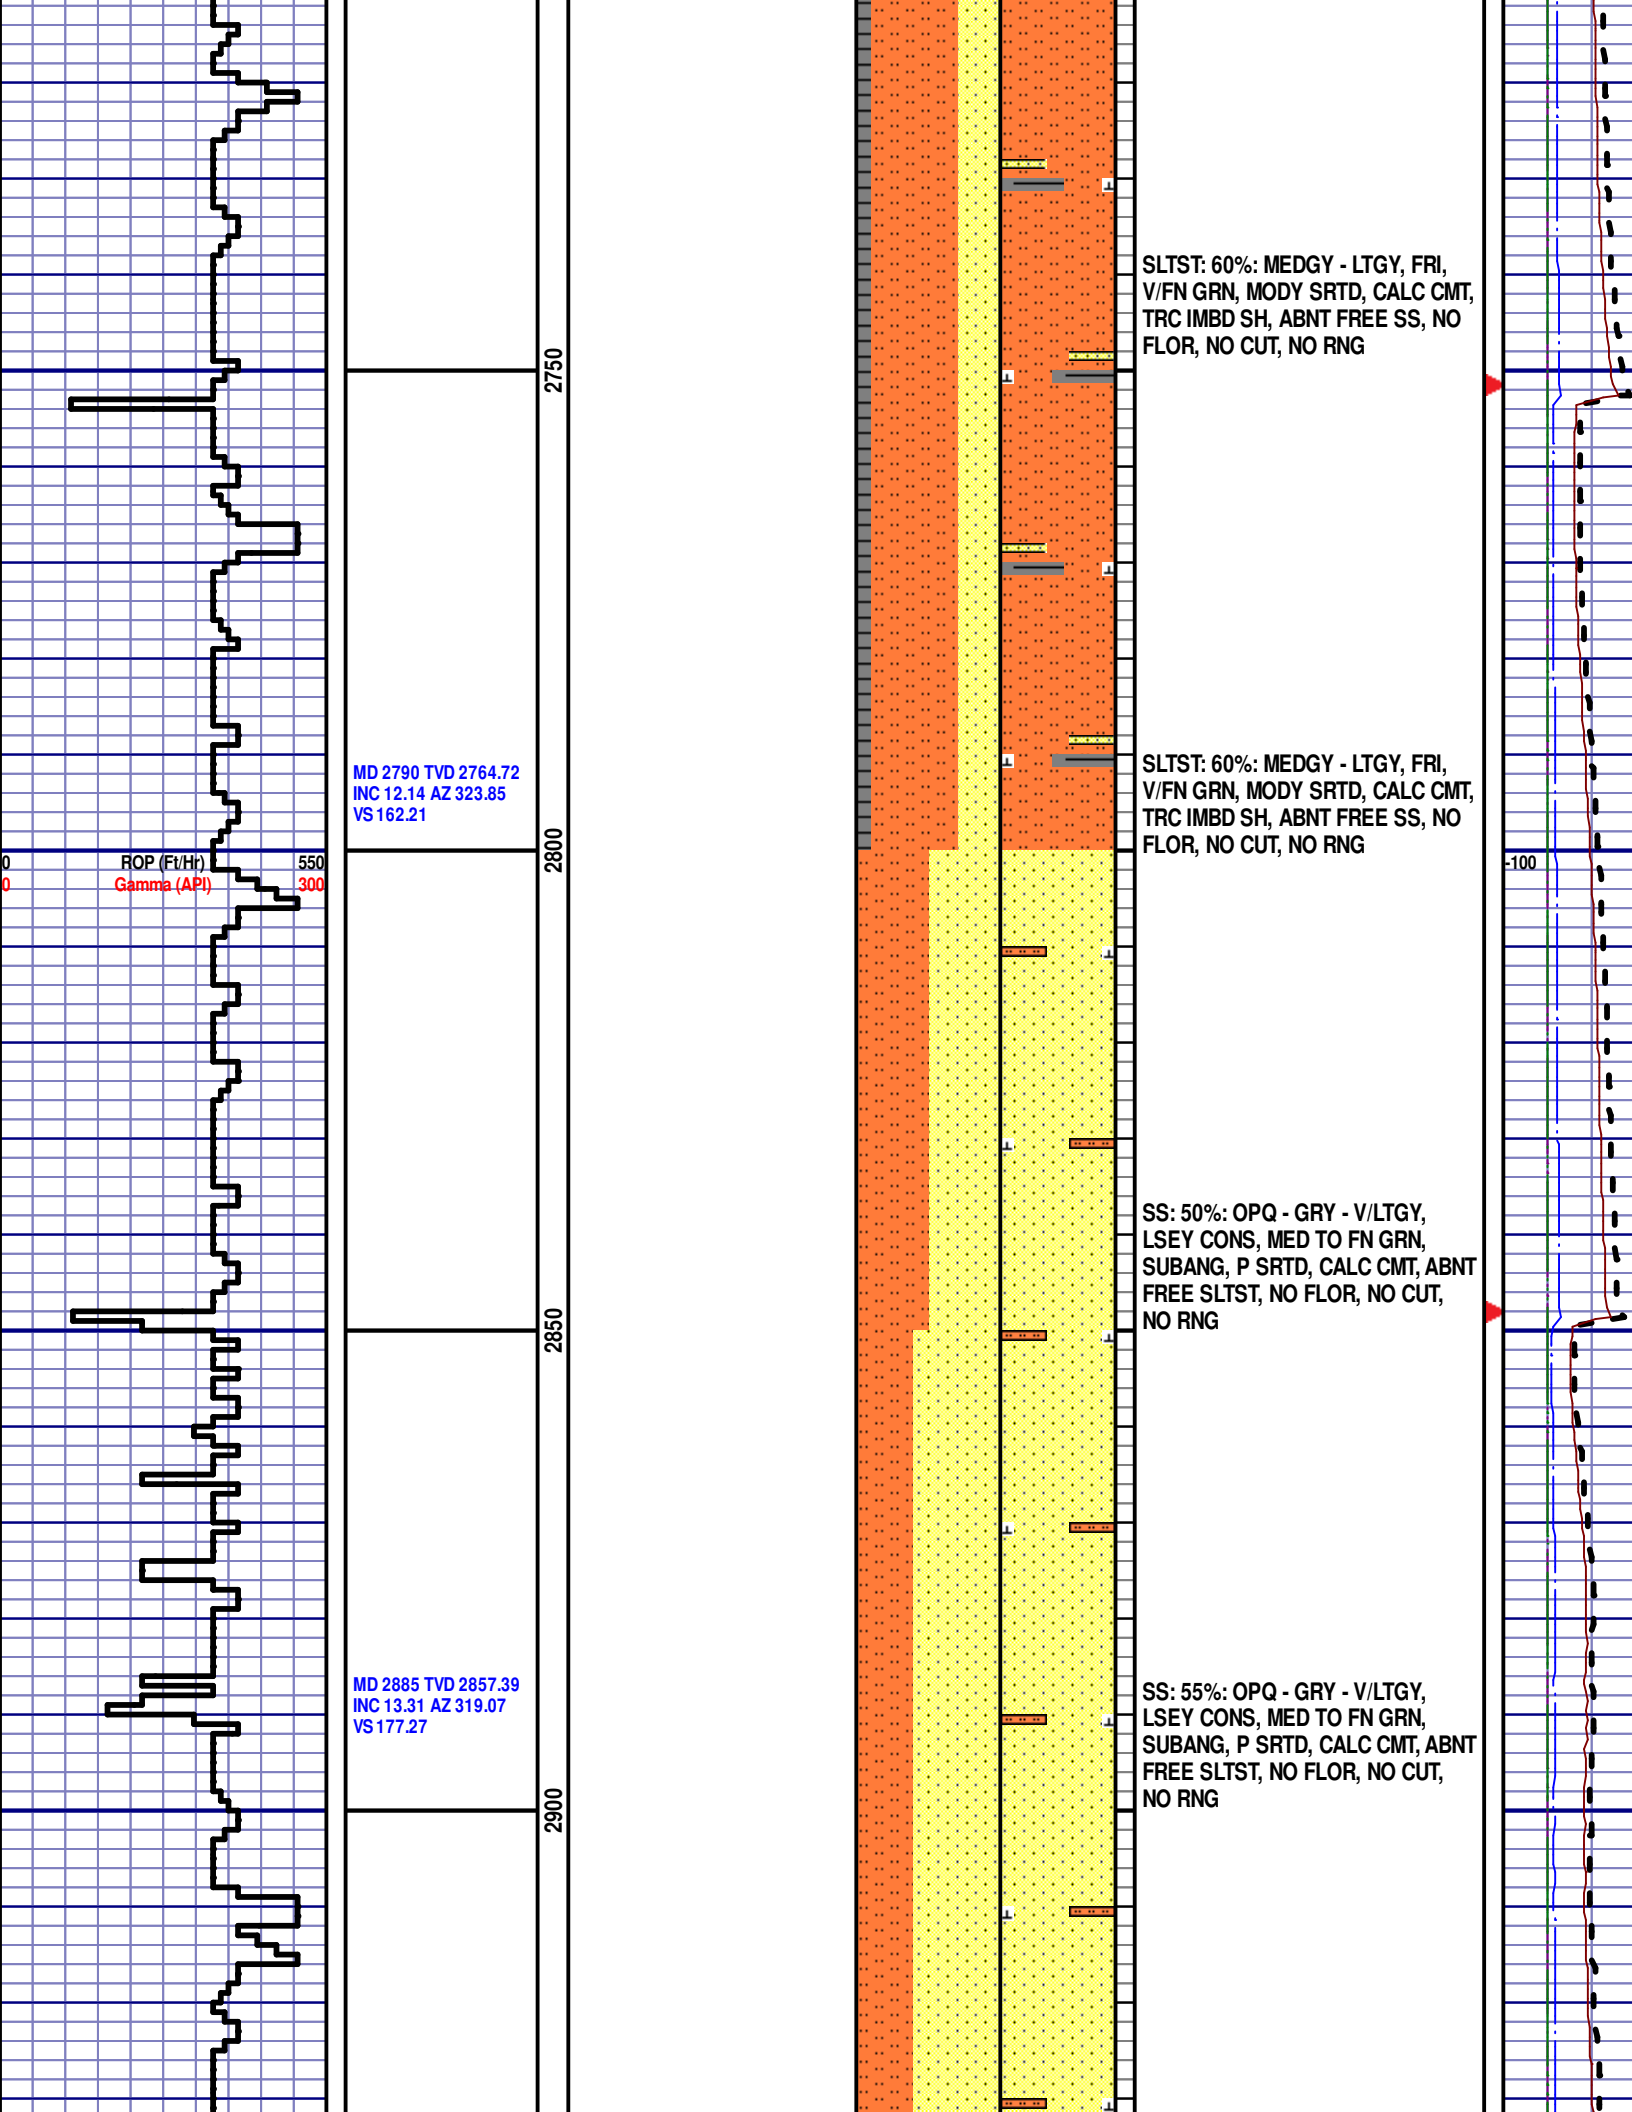 SLTST: 60%: MEDGY - LTGY, FRI,
V/FN GRN, MODY SRTD, CALC CMT,
TRC IMBD SH, ABNT FREE SS, NO
FLOR, NO CUT, NO RNG
2750
MD 2790 TVD 2764.72
INC 12.14 AZ 323.85
VS 162.21
SLTST: 60%: MEDGY - LTGY, FRI,
V/FN GRN, MODY SRTD, CALC CMT,
TRC IMBD SH, ABNT FREE SS, NO
FLOR, NO CUT, NO RNG
2800
0 ROP (Ft/Hr) 550
0 Gamma (API) 300
-100
SS: 50%: OPQ - GRY - V/LTGY,
LSEY CONS, MED TO FN GRN,
SUBANG, P SRTD, CALC CMT, ABNT
FREE SLTST, NO FLOR, NO CUT,
NO RNG
2850
MD 2885 TVD 2857.39
INC 13.31 AZ 319.07
VS 177.27
SS: 55%: OPQ - GRY - V/LTGY,
LSEY CONS, MED TO FN GRN,
SUBANG, P SRTD, CALC CMT, ABNT
FREE SLTST, NO FLOR, NO CUT,
NO RNG
2900